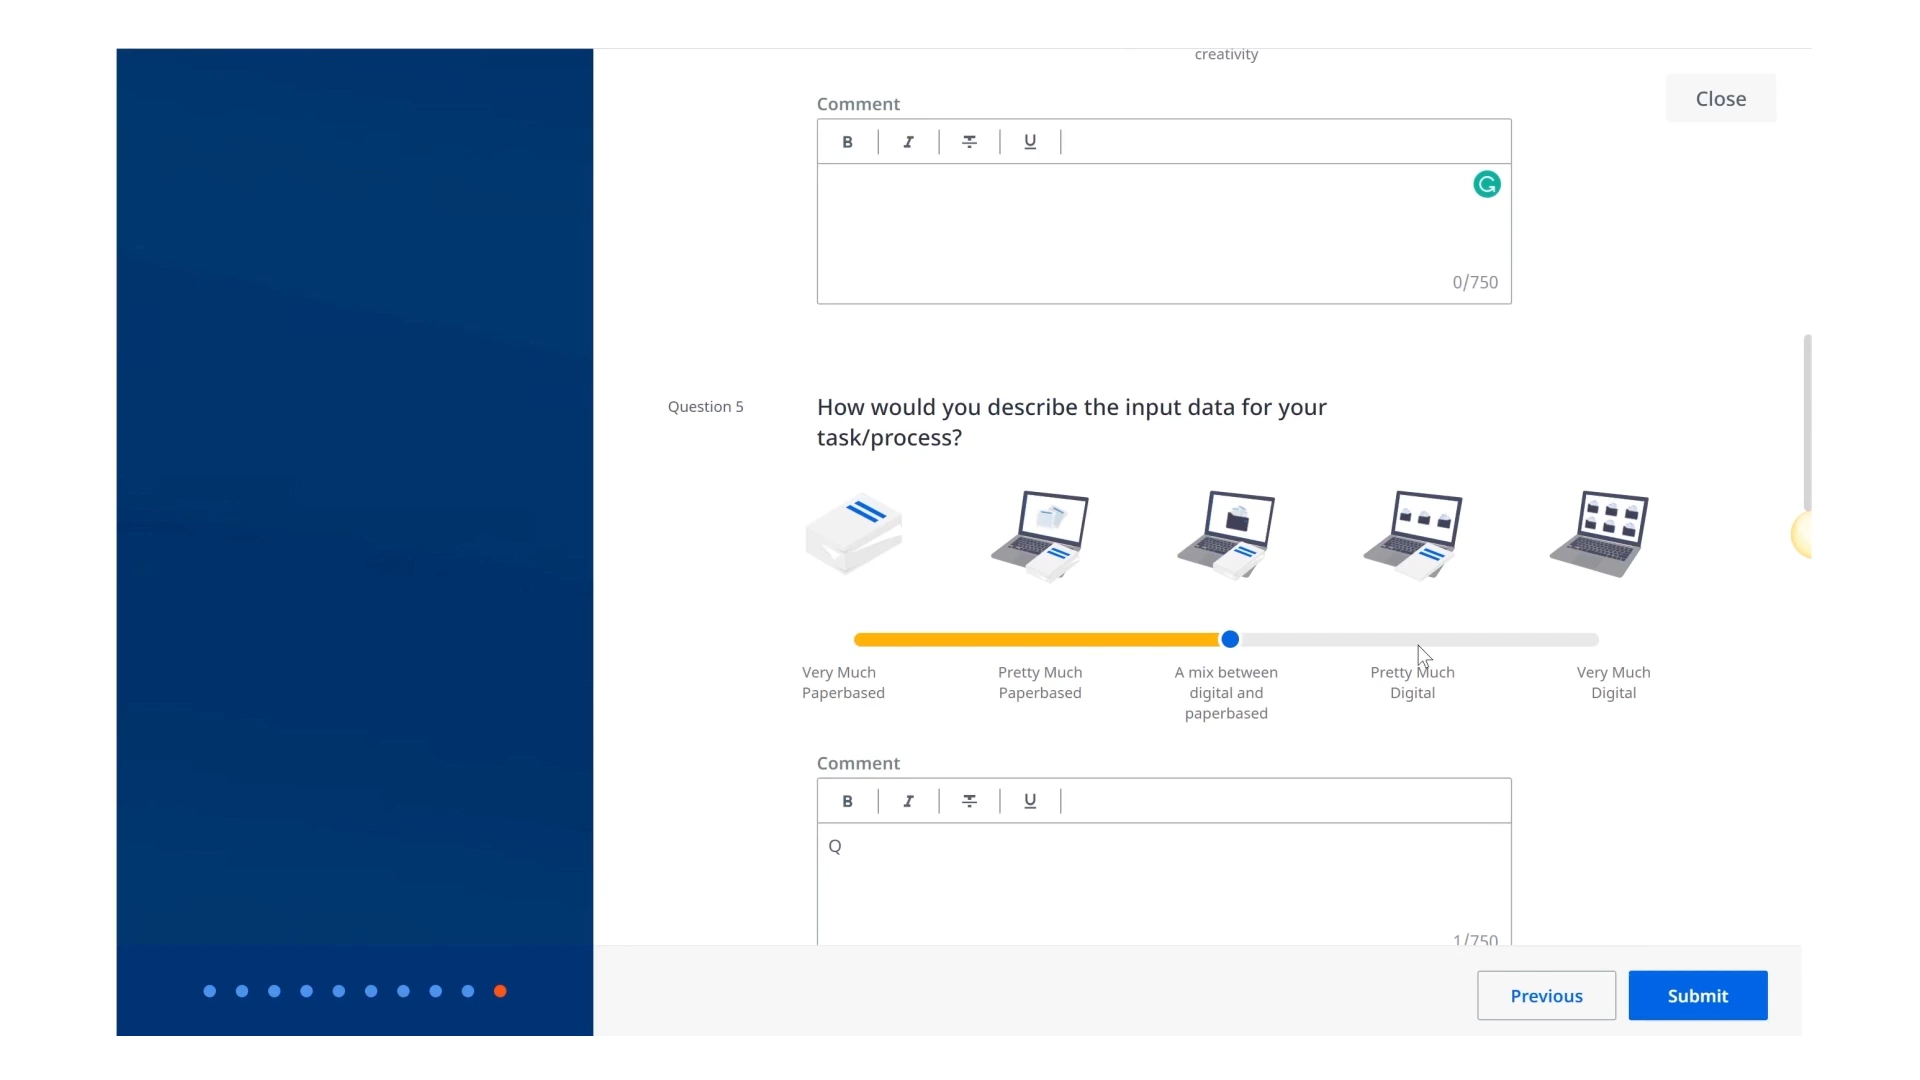 creativity
Close
Comment
B I U
0/750
Question 5
How would you describe the input data for your
task/process?
Very Much
Paperbased
Pretty Much
Paperbased
A mix between
digital and
paperbased
Pretty Much
Digital
Very Much
Digital
Comment
B I U
Q
1/750
Previous
Submit